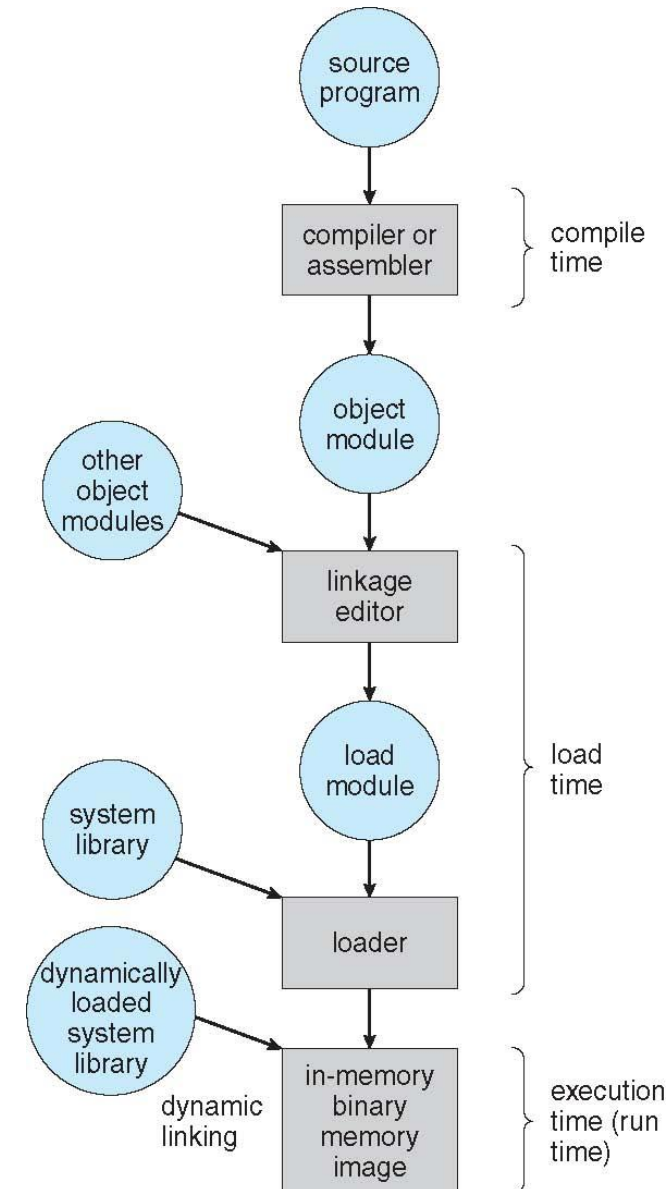 source
program
compiler or
assembler
compile
time
object
module
other
object
modules
linkage
editor
load
module
load
time
system
library
loader
dynamically
loaded
system
library
dynamic
linking
in-memory
binary
memory
image
execution
time (run
time)